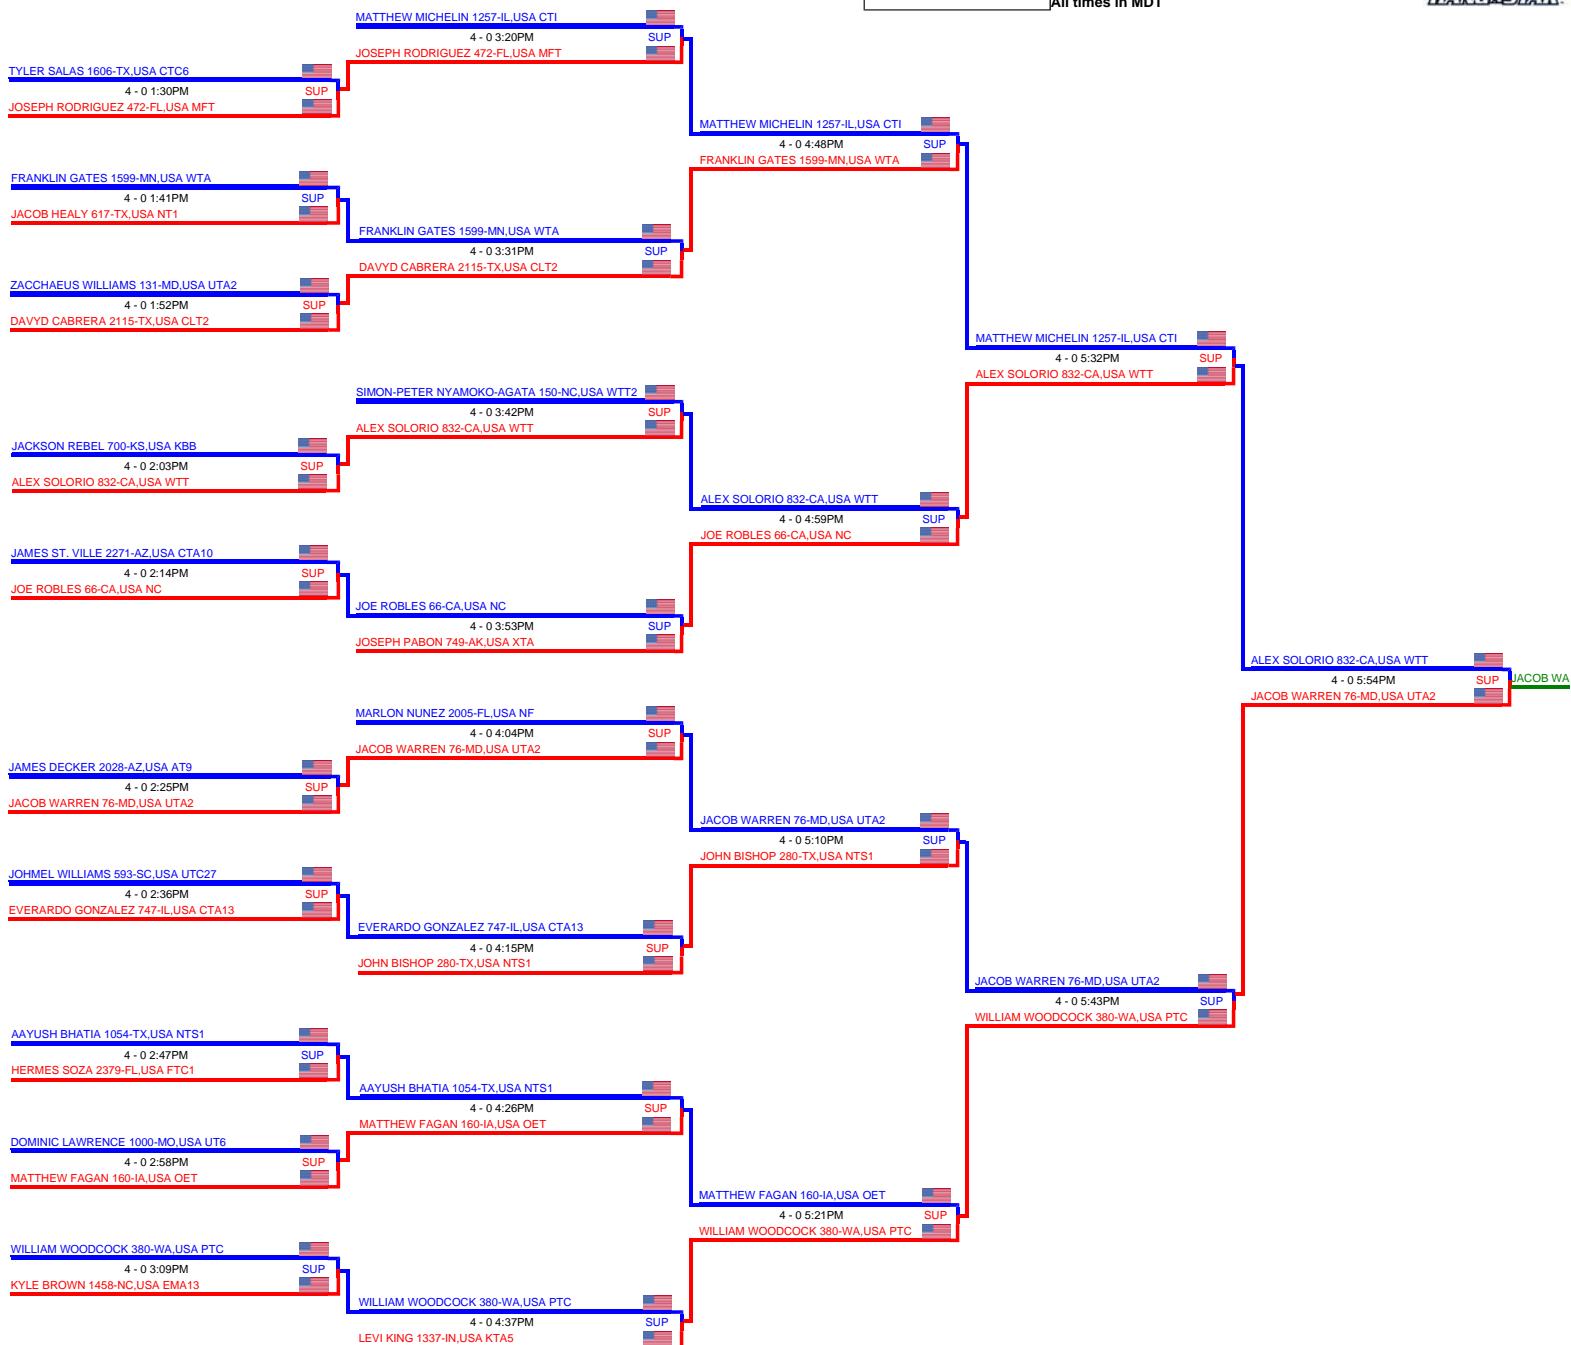 All times in MDT
MATTHEW MICHELIN 1257-IL,USA CTI
4 - 0 3:20PM SUP
JOSEPH RODRIGUEZ 472-FL,USA MFT
TYLER SALAS 1606-TX,USA CTC6
4 - 0 1:30PM SUP
JOSEPH RODRIGUEZ 472-FL,USA MFT
MATTHEW MICHELIN 1257-IL,USA CTI
4 - 0 4:48PM SUP
FRANKLIN GATES 1599-MN,USA WTA
FRANKLIN GATES 1599-MN,USA WTA
4 - 0 1:41PM SUP
JACOB HEALY 617-TX,USA NT1
FRANKLIN GATES 1599-MN,USA WTA
4 - 0 3:31PM SUP
DAVYD CABRERA 2115-TX,USA CLT2
ZACCHAEUS WILLIAMS 131-MD,USA UTA2
4 - 0 1:52PM SUP
DAVYD CABRERA 2115-TX,USA CLT2
MATTHEW MICHELIN 1257-IL,USA CTI
4 - 0 5:32PM SUP
ALEX SOLORIO 832-CA,USA WTT
SIMON-PETER NYAMOKO-AGATA 150-NC,USA WTT2
4 - 0 3:42PM SUP
ALEX SOLORIO 832-CA,USA WTT
JACKSON REBEL 700-KS,USA KBB
4 - 0 2:03PM SUP
ALEX SOLORIO 832-CA,USA WTT
ALEX SOLORIO 832-CA,USA WTT
4 - 0 4:59PM SUP
JOE ROBLES 66-CA,USA NC
JAMES ST. VILLE 2271-AZ,USA CTA10
4 - 0 2:14PM SUP
JOE ROBLES 66-CA,USA NC
JOE ROBLES 66-CA,USA NC
4 - 0 3:53PM SUP
JOSEPH PABON 749-AK,USA XTA
ALEX SOLORIO 832-CA,USA WTT
4 - 0 5:54PM SUP
JACOB WA
JACOB WARREN 76-MD,USA UTA2
MARLON NUNEZ 2005-FL,USA NF
4 - 0 4:04PM SUP
JACOB WARREN 76-MD,USA UTA2
JAMES DECKER 2028-AZ,USA AT9
4 - 0 2:25PM SUP
JACOB WARREN 76-MD,USA UTA2
JACOB WARREN 76-MD,USA UTA2
4 - 0 5:10PM SUP
JOHN BISHOP 280-TX,USA NTS1
JOHMEL WILLIAMS 593-SC,USA UTC27
4 - 0 2:36PM SUP
EVERARDO GONZALEZ 747-IL,USA CTA13
EVERARDO GONZALEZ 747-IL,USA CTA13
4 - 0 4:15PM SUP
JOHN BISHOP 280-TX,USA NTS1
JACOB WARREN 76-MD,USA UTA2
4 - 0 5:43PM SUP
WILLIAM WOODCOCK 380-WA,USA PTC
AAYUSH BHATIA 1054-TX,USA NTS1
4 - 0 2:47PM SUP
HERMES SOZA 2379-FL,USA FTC1
AAYUSH BHATIA 1054-TX,USA NTS1
4 - 0 4:26PM SUP
MATTHEW FAGAN 160-IA,USA OET
DOMINIC LAWRENCE 1000-MO,USA UT6
4 - 0 2:58PM SUP
MATTHEW FAGAN 160-IA,USA OET
MATTHEW FAGAN 160-IA,USA OET
4 - 0 5:21PM SUP
WILLIAM WOODCOCK 380-WA,USA PTC
WILLIAM WOODCOCK 380-WA,USA PTC
4 - 0 3:09PM SUP
KYLE BROWN 1458-NC,USA EMA13
WILLIAM WOODCOCK 380-WA,USA PTC
4 - 0 4:37PM SUP
LEVI KING 1337-IN,USA KTA5